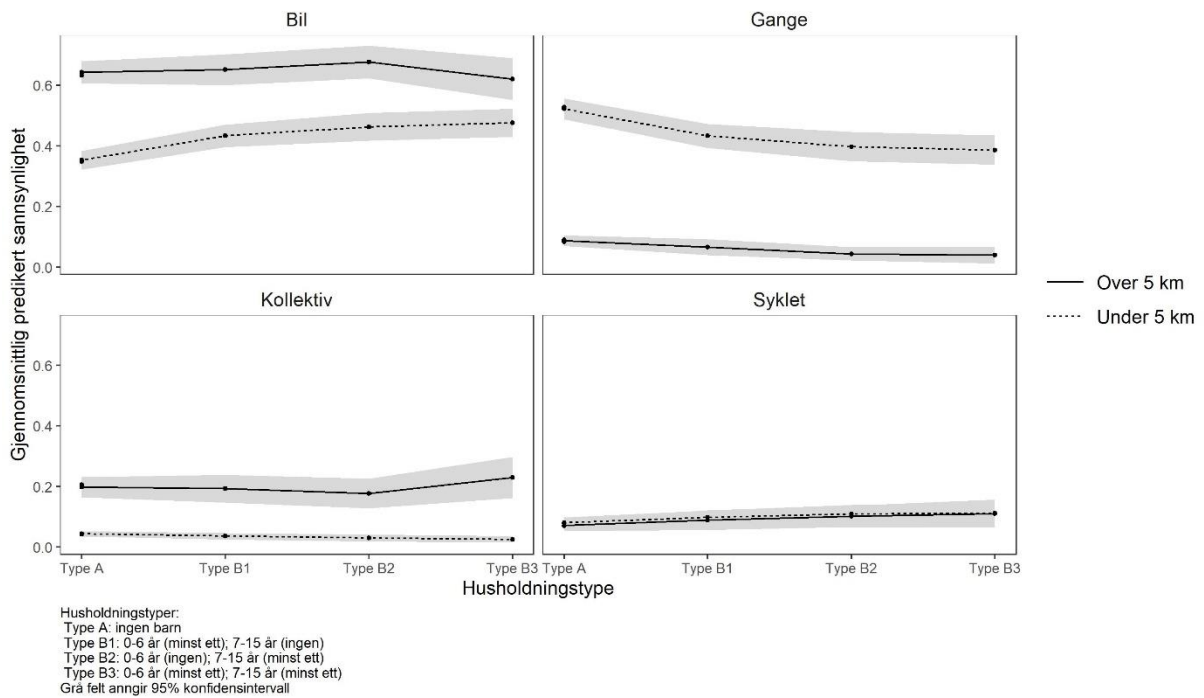 Bil
Gange
Gjennomsnittlig predikert sannsynlighet
0.6
0.4
0.2
0.0
Over 5 km
Under 5 km
Kollektiv
Syklet
0.6
0.4
0.2
0.0
Type A
Type B1
Type B2
Type B3
Type A
Type B1
Type B2
Type B3
Husholdningstype
Husholdningstyper:
Type A: ingen barn
Type B1: 0-6 år (minst ett); 7-15 år (ingen)
Type B2: 0-6 år (ingen); 7-15 år (minst ett)
Type B3: 0-6 år (minst ett); 7-15 år (minst ett)
Grå felt anngir 95% konfidensintervall